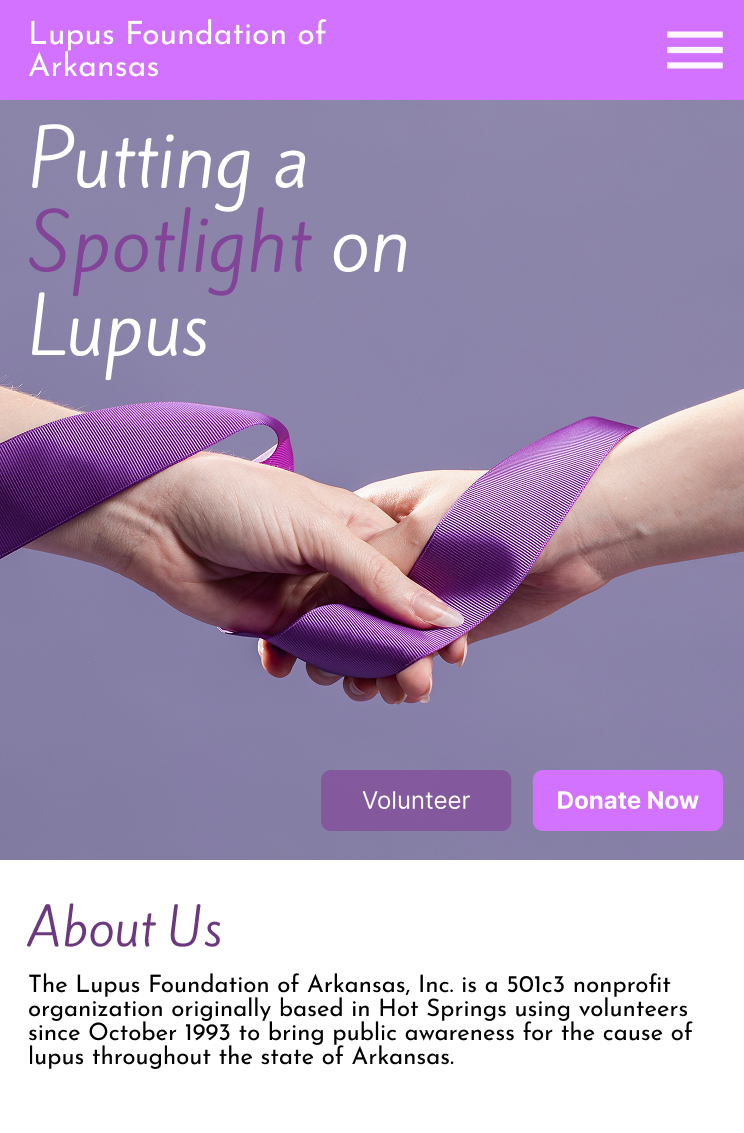 Lupus Foundation of
Arkansas
Putting a
Spotlight on
Lupus
Volunteer
Donate Now
About Us
The Lupus Foundation of Arkansas, Inc. is a 501c3 nonprofit
organization originally based in Hot Springs using volunteers
since October 1993 to bring public awareness for the cause of
lupus throughout the state of Arkansas.